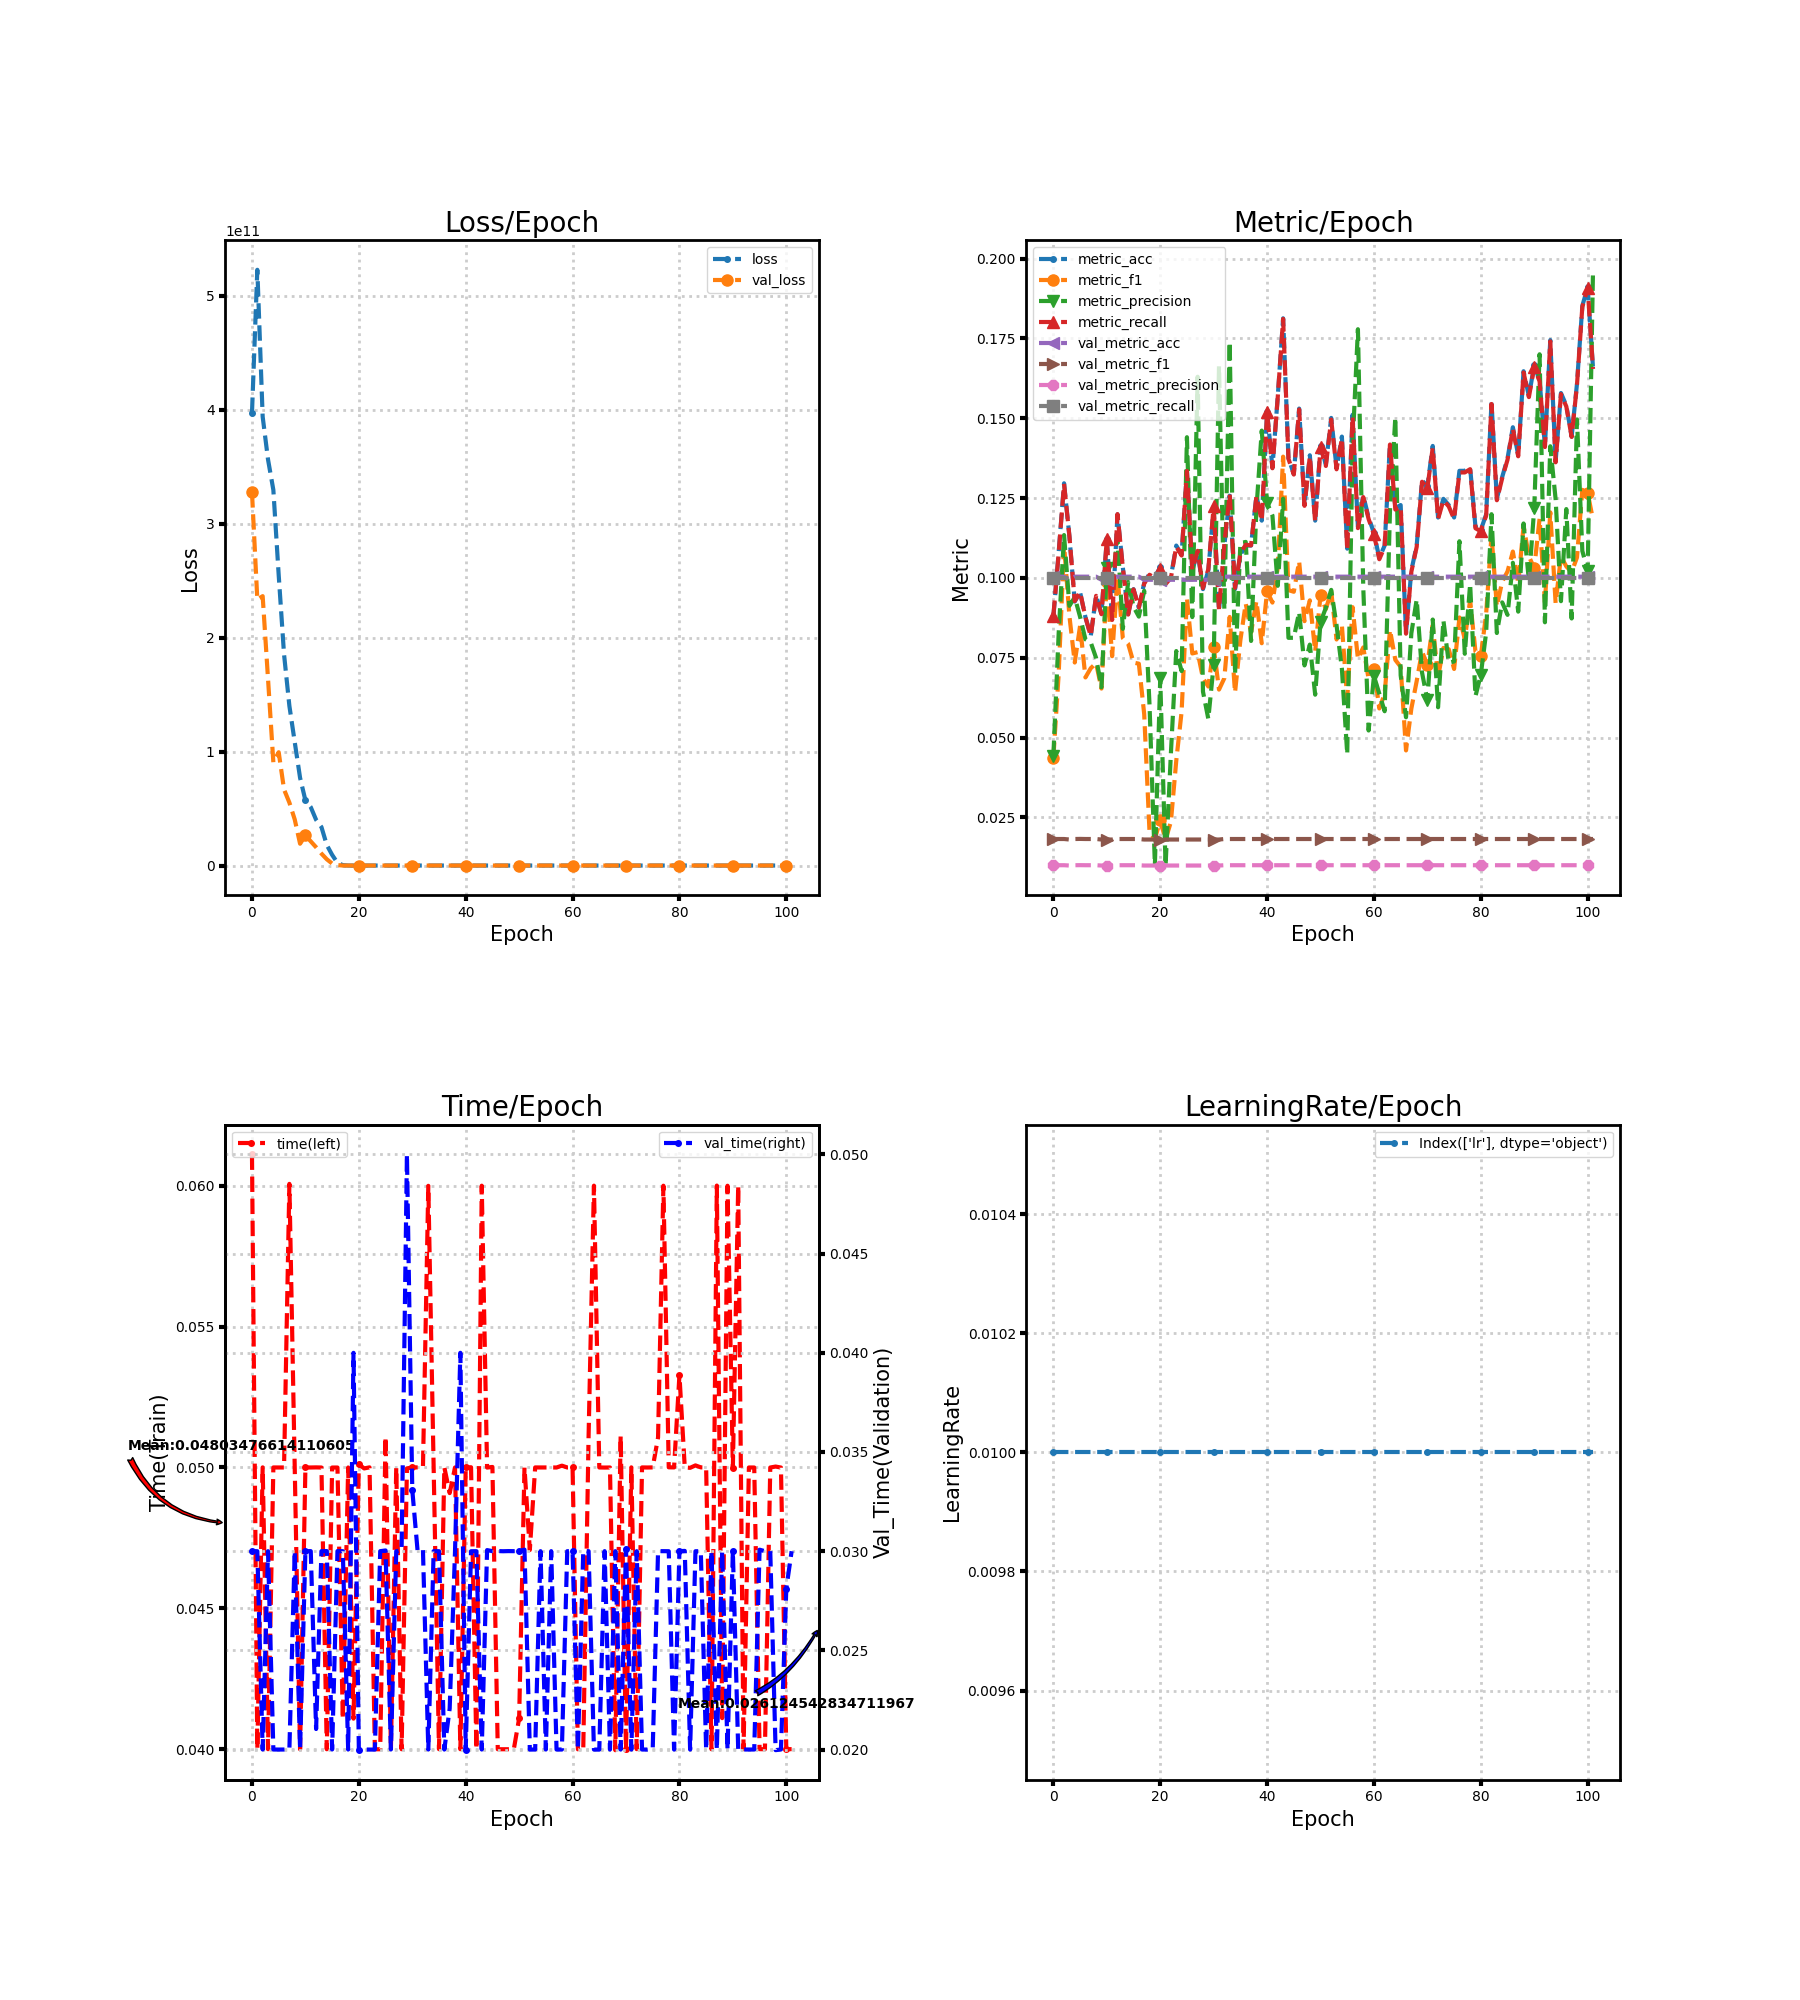 Loss/Epoch
1e11
loss
val_loss
5
4
3
2
1
0
Loss
0 20 40 60 80 100
Epoch
Metric/Epoch
metric_acc
metric_f1
metric_precision
metric_recall
val_metric_acc
val_metric_f1
val_metric_precision
val_metric_recall
0.200
0.175
0.150
0.125
0.100
0.075
0.050
0.025
Metric
0 20 40 60 80 100
Epoch
Time/Epoch
time(left)
val_time(right)
0.060
0.055
0.050
0.045
0.040
Time(Train)
Mean:0.04803476614110605
0.050
0.045
0.040
0.035
0.030
0.025
0.020
Val_Time(Validation)
Mean:0.026124542834711967
0 20 40 60 80 100
Epoch
LearningRate/Epoch
Index(['lr'], dtype='object')
0.0104
0.0102
0.0100
0.0098
0.0096
LearningRate
0 20 40 60 80 100
Epoch